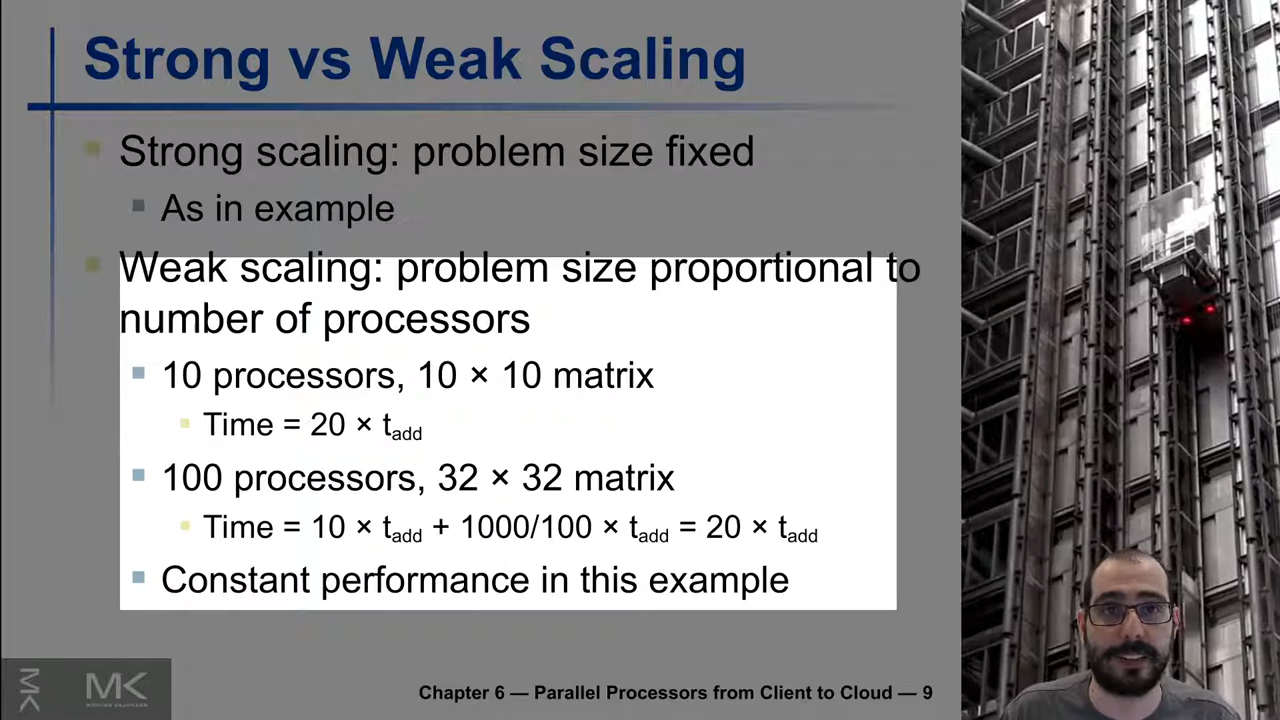 Strong vs Weak Scaling
Strong scaling: problem size fixed
As in example
Weak scaling: problem size proportional to
number of processors
10 processors, 10 × 10 matrix
Time = 20 × tadd
100 processors, 32 × 32 matrix
Time = 10 × tadd + 1000/100 × tadd = 20 × tadd
Constant performance in this example
MK
MK
MORGAN KAUFMANN
Chapter 6 — Parallel Processors from Client to Cloud — 9